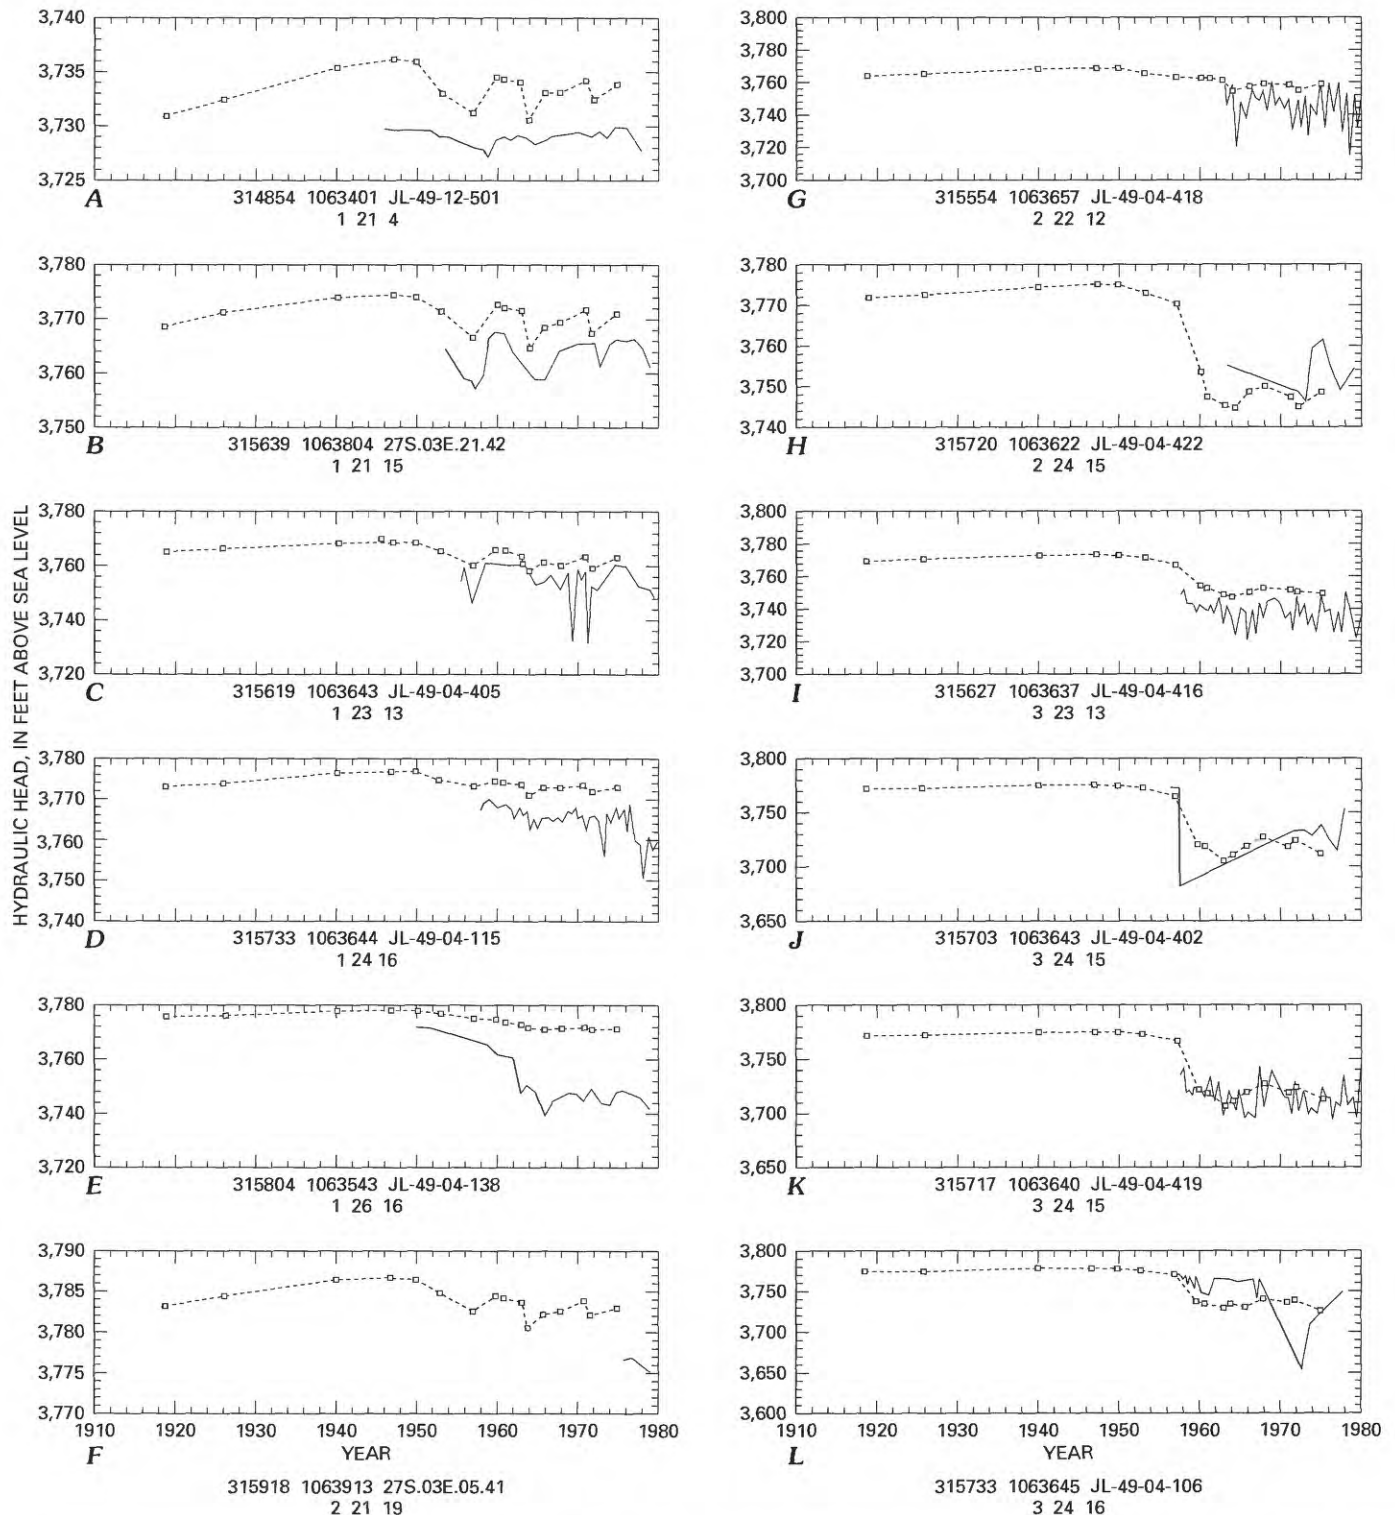 HYDRAULIC HEAD, IN FEET ABOVE SEA LEVEL
3,740
3,735
3,730
3,725
A
314854 1063401 JL-49-12-501
1 21 4
3,780
3,770
3,760
3,750
B
315639 1063804 27S.03E.21.42
1 21 15
3,780
3,760
3,740
3,720
C
315619 1063643 JL-49-04-405
1 23 13
3,780
3,770
3,760
3,750
3,740
D
315733 1063644 JL-49-04-115
1 24 16
3,780
3,760
3,740
3,720
E
315804 1063543 JL-49-04-138
1 26 16
3,790
3,785
3,780
3,775
3,770
1910 1920 1930 1940 1950 1960 1970 1980
YEAR
F
315918 1063913 27S.03E.05.41
2 21 19
3,800
3,780
3,760
3,740
3,720
3,700
G
315554 1063657 JL-49-04-418
2 22 12
3,780
3,770
3,760
3,750
3,740
H
315720 1063622 JL-49-04-422
2 24 15
3,800
3,780
3,760
3,740
3,720
3,700
I
315627 1063637 JL-49-04-416
3 23 13
3,800
3,750
3,700
3,650
J
315703 1063643 JL-49-04-402
3 24 15
3,800
3,750
3,700
3,650
K
315717 1063640 JL-49-04-419
3 24 15
3,800
3,750
3,700
3,650
3,600
1910 1920 1930 1940 1950 1960 1970 1980
YEAR
L
315733 1063645 JL-49-04-106
3 24 16